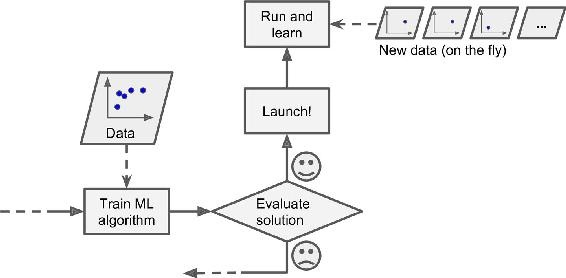 Run and
learn
...
New data (on the fly)
Launch!
Data
Train ML
algorithm
Evaluate
solution